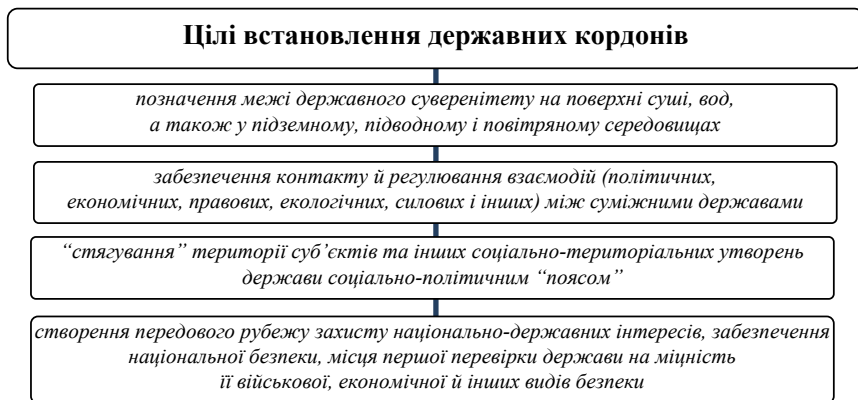 Цілі встановлення державних кордонів
позначення межі державного суверенітету на поверхні суші, вод,
а також у підземному, підводному і повітряному середовищах
забезпечення контакту й регулювання взаємодій (політичних,
економічних, правових, екологічних, силових і інших) між суміжними державами
“стягування” території суб’єктів та інших соціально-територіальних утворень
держави соціально-політичним “поясом”
створення передового рубежу захисту національно-державних інтересів, забезпечення
національної безпеки, місця першої перевірки держави на міцність
її військової, економічної й інших видів безпеки